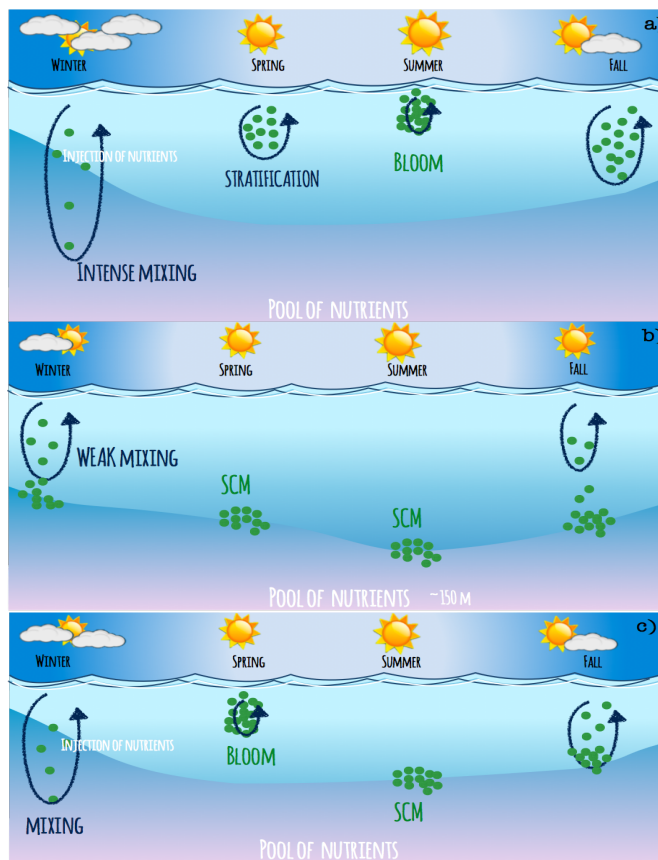 a)
Winter Spring Summer Fall
Injection of nutrients
STRATIFICATION
Bloom
Intense mixing
Pool of nutrients
b)
Winter Spring Summer Fall
WEAK MIXING
SCM
SCM
Pool of nutrients ~150 m
c)
Winter Spring Summer Fall
Injection of nutrients
Bloom
SCM
MIXING
Pool of nutrients